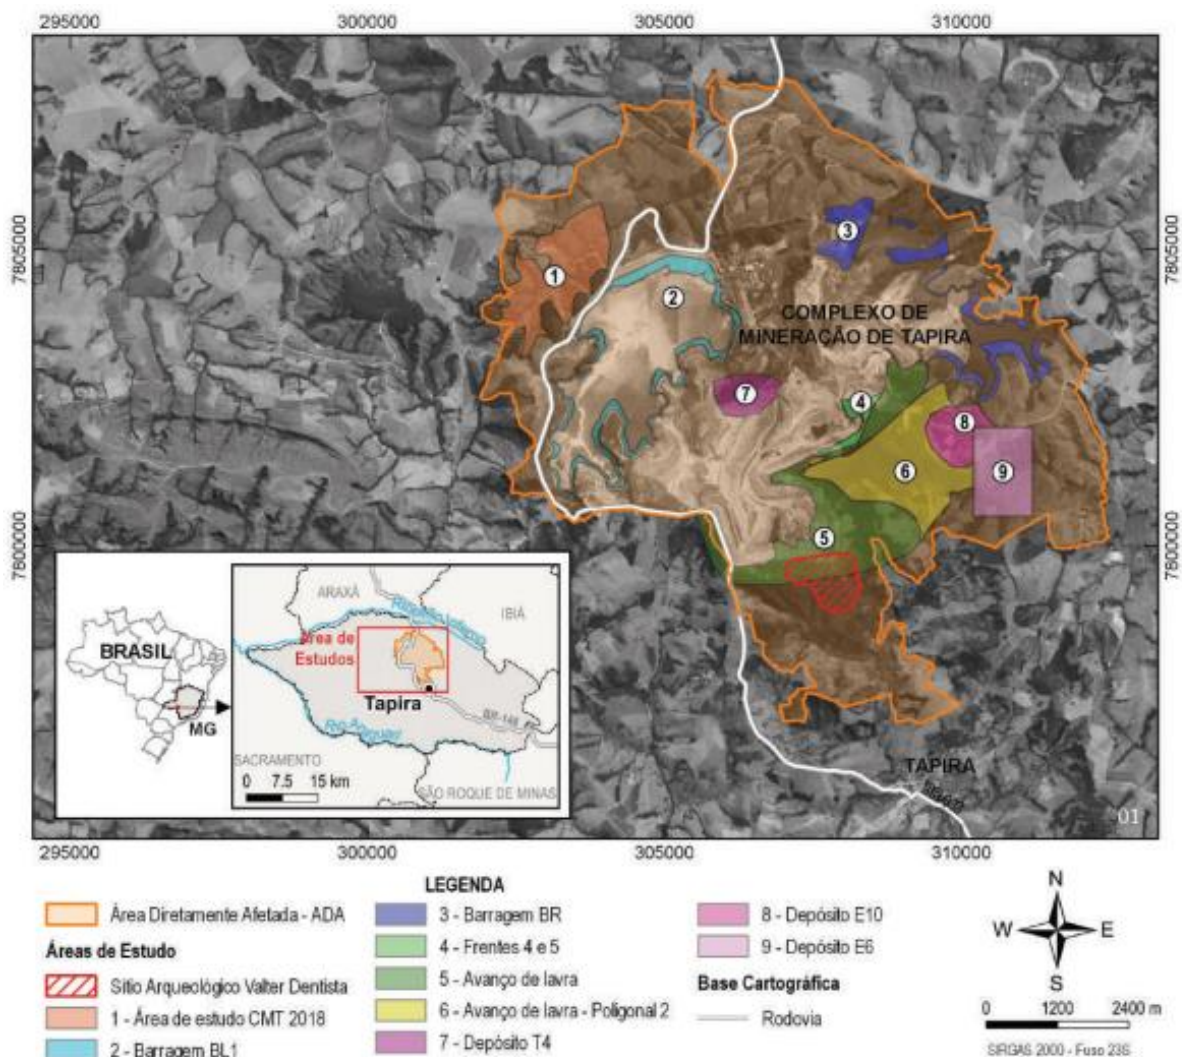 295000 300000 305000 310000
7805000
7805000
1
2
3
COMPLEXO DE
MINERAÇÃO DE TAPIRA
7
4
8
6
9
5
7800000
7800000
ARAXÁ
IBIÁ
Área de
Estudos
BRASIL
Tapira
MG
BR-146
SACRAMENTO
0 7.5 15 km
SÃO ROQUE DE MINAS
TAPIRA
01
295000 300000 305000 310000
LEGENDA
Área Diretamente Afetada - ADA
Áreas de Estudo
Sítio Arqueológico Valter Dentista
1 - Área de estudo CMT 2018
2 - Barragem BL1
3 - Barragem BR
4 - Frentes 4 e 5
5 - Avanço de lavra
6 - Avanço de lavra - Poligonal 2
7 - Depósito T4
8 - Depósito E10
9 - Depósito E6
Base Cartográfica
Rodovia
N
W E
S
0 1200 2400 m
SIRGAS 2000 - Fuso 23S